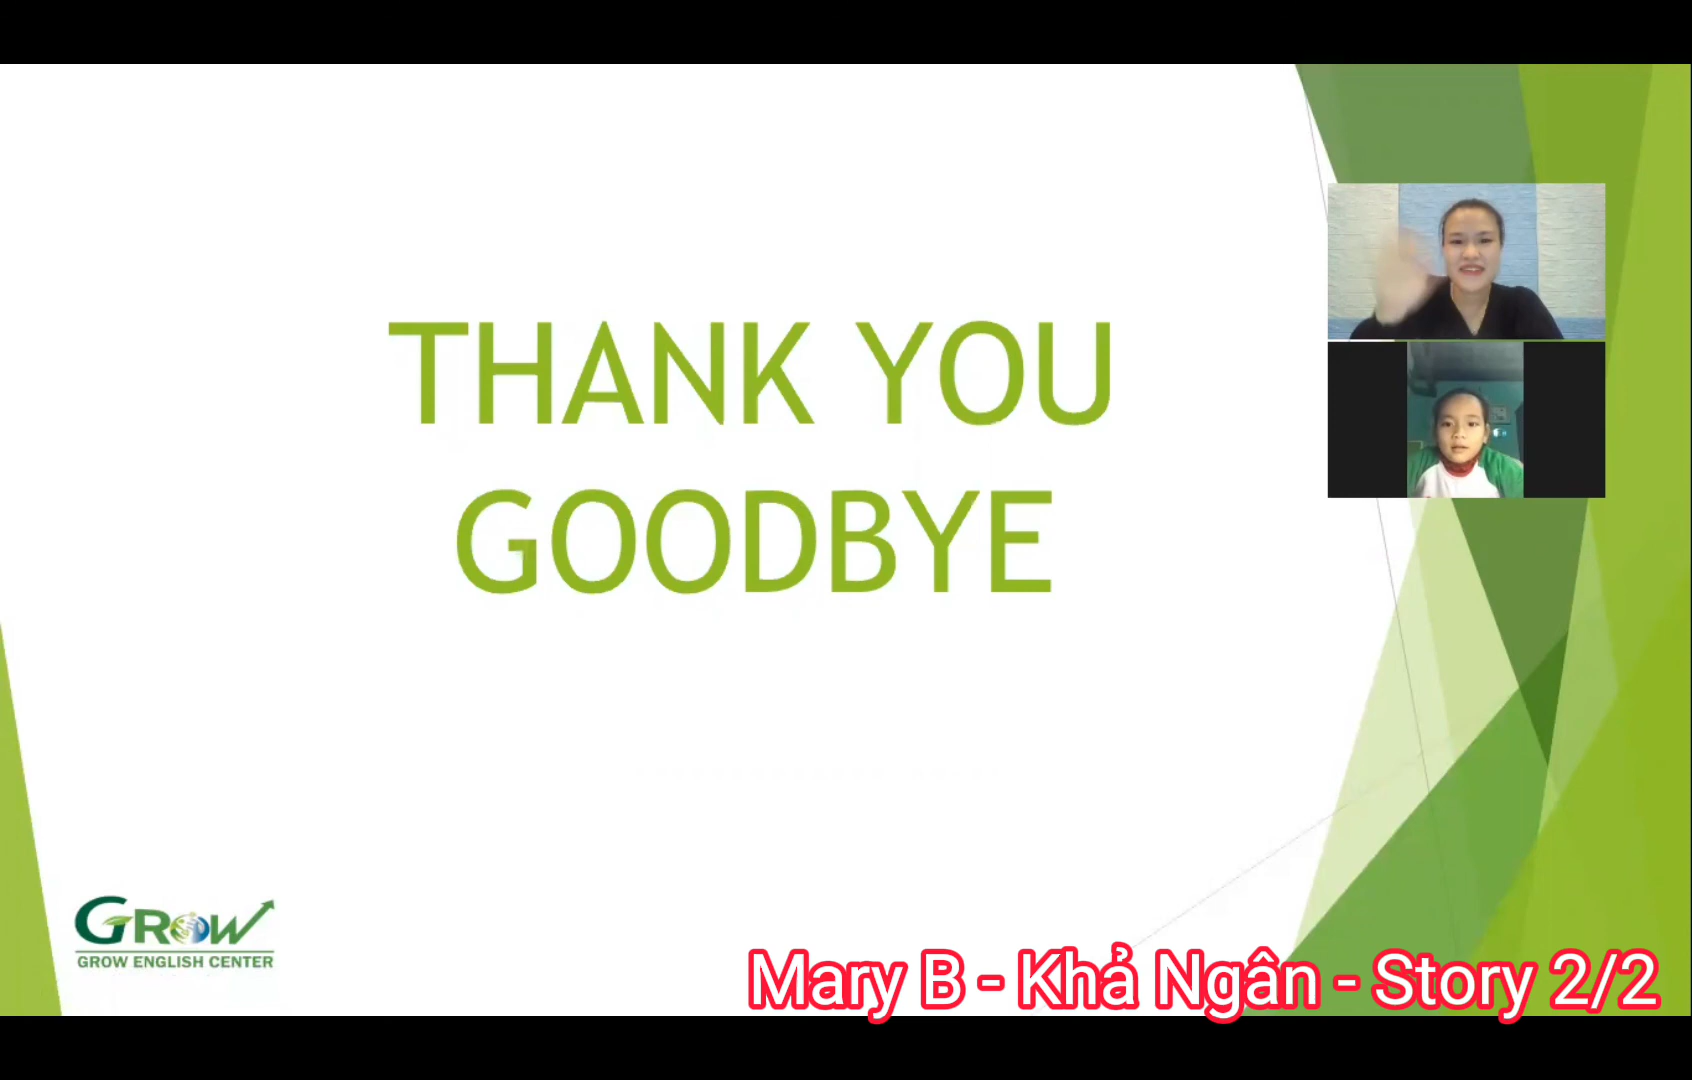 THANK YOU
GOODBYE
GROW
GROW ENGLISH CENTER
Mary B - Khả Ngân - Story 2/2